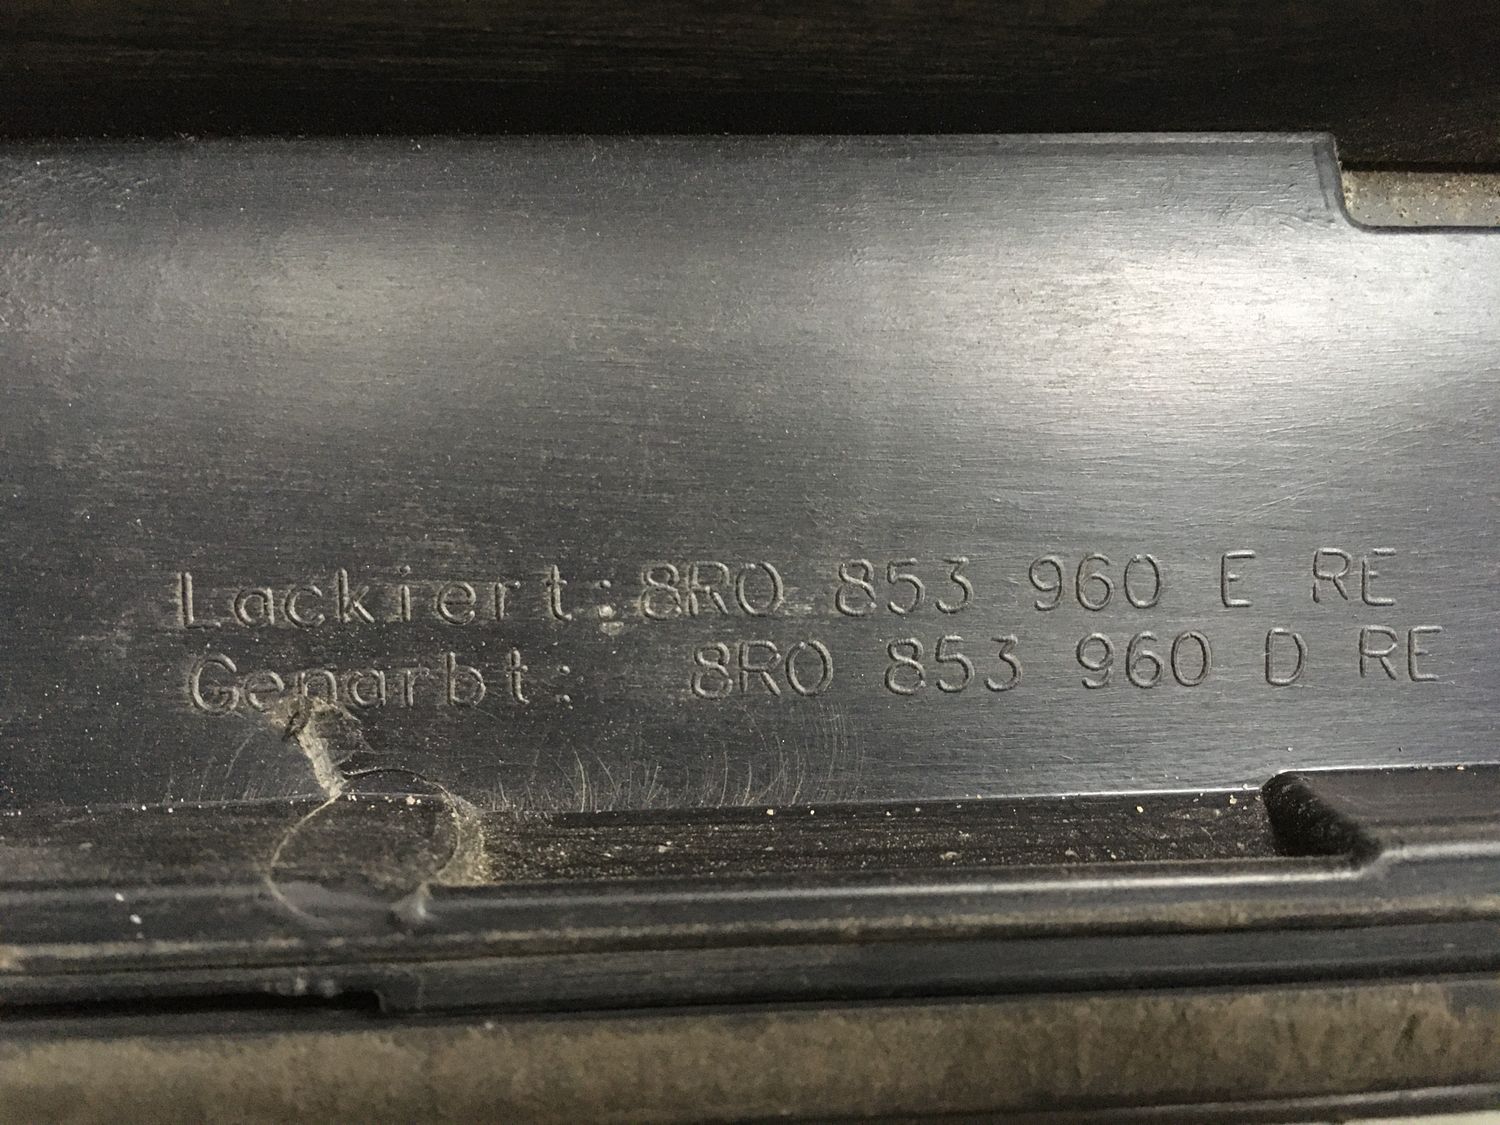 Lackiert: 8R0 853 960 E RE
Genarbt: 8R0 853 960 D RE